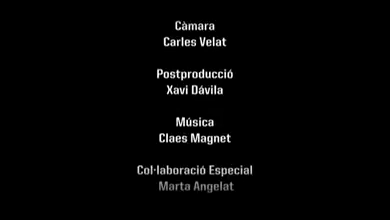 Càmara
Carles Velat
Postproducció
Xavi Dávila
Música
Claes Magnet
Col·laboració Especial
Marta Angelat